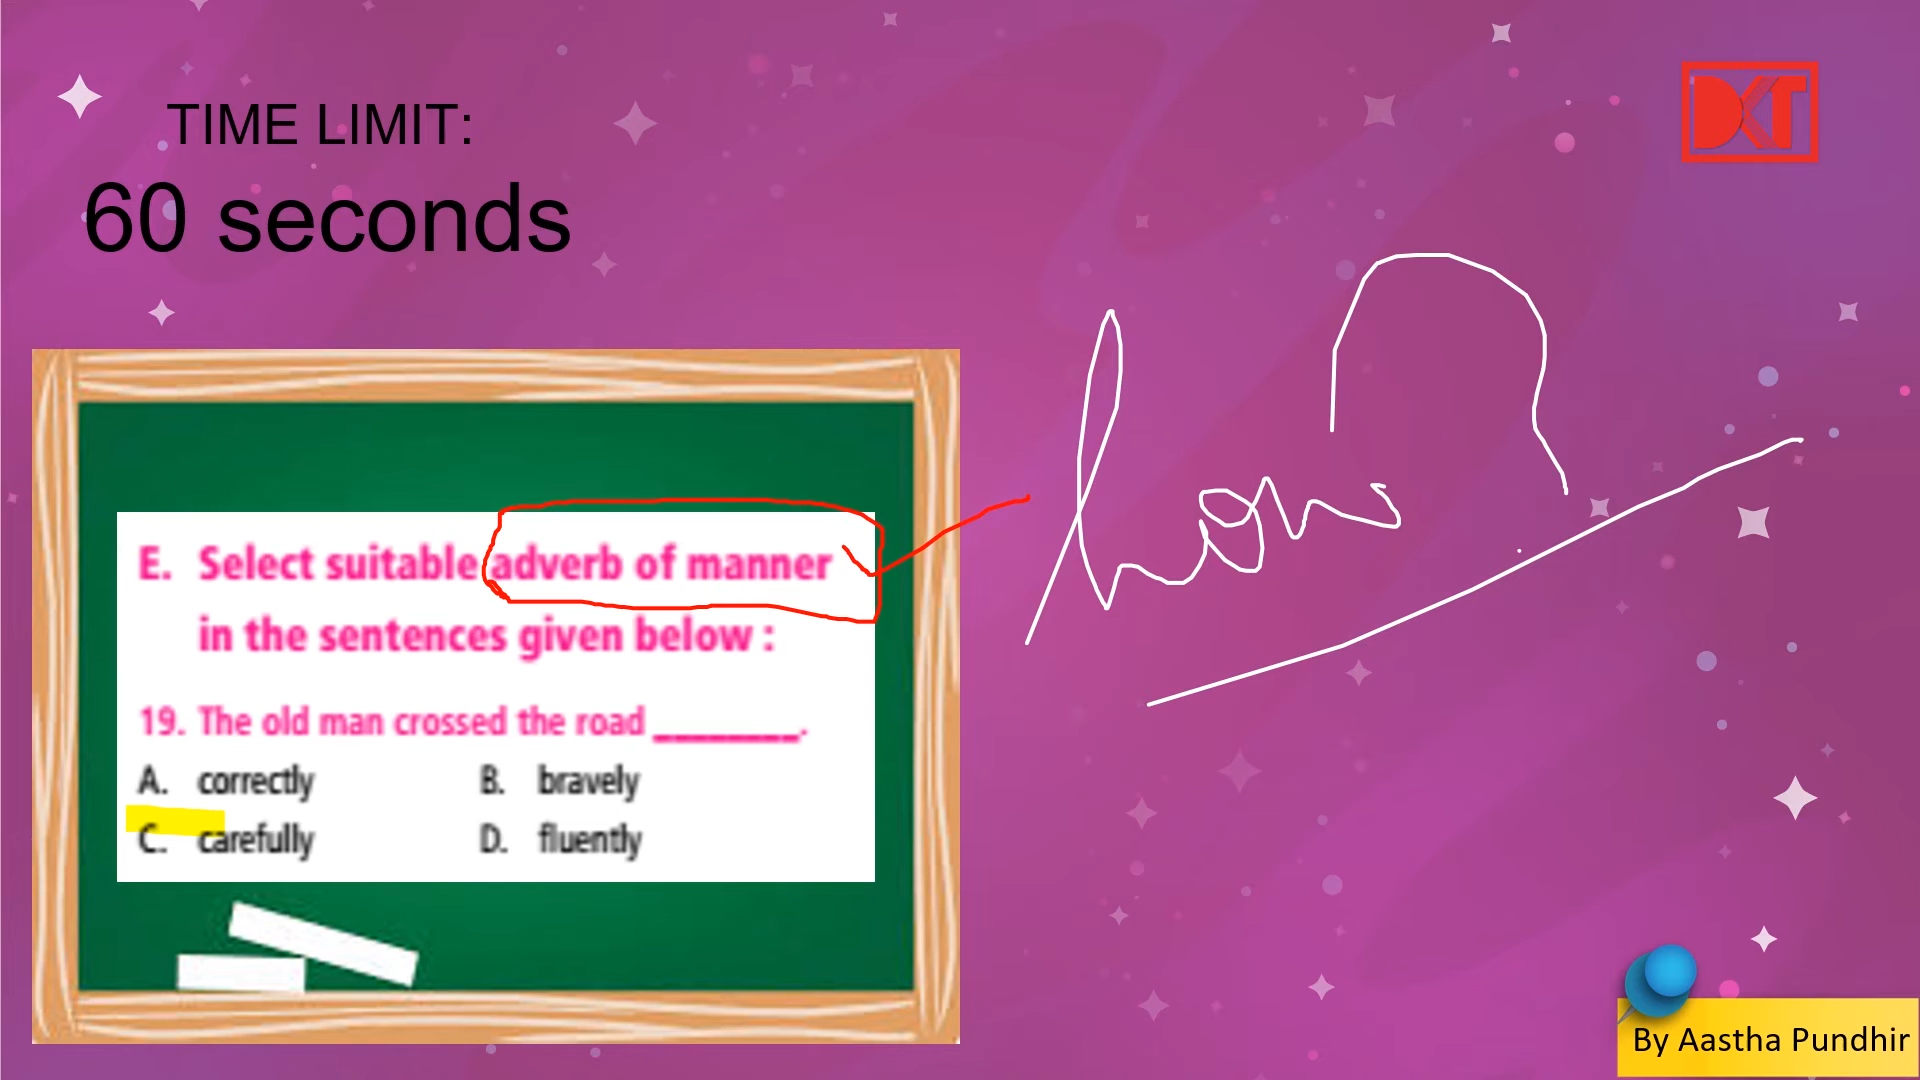 TIME LIMIT:
60 seconds
DKT
E. Select suitable adverb of manner
in the sentences given below :
19. The old man crossed the road ________.
A. correctly B. bravely
C. carefully D. fluently
how
By Aastha Pundhir